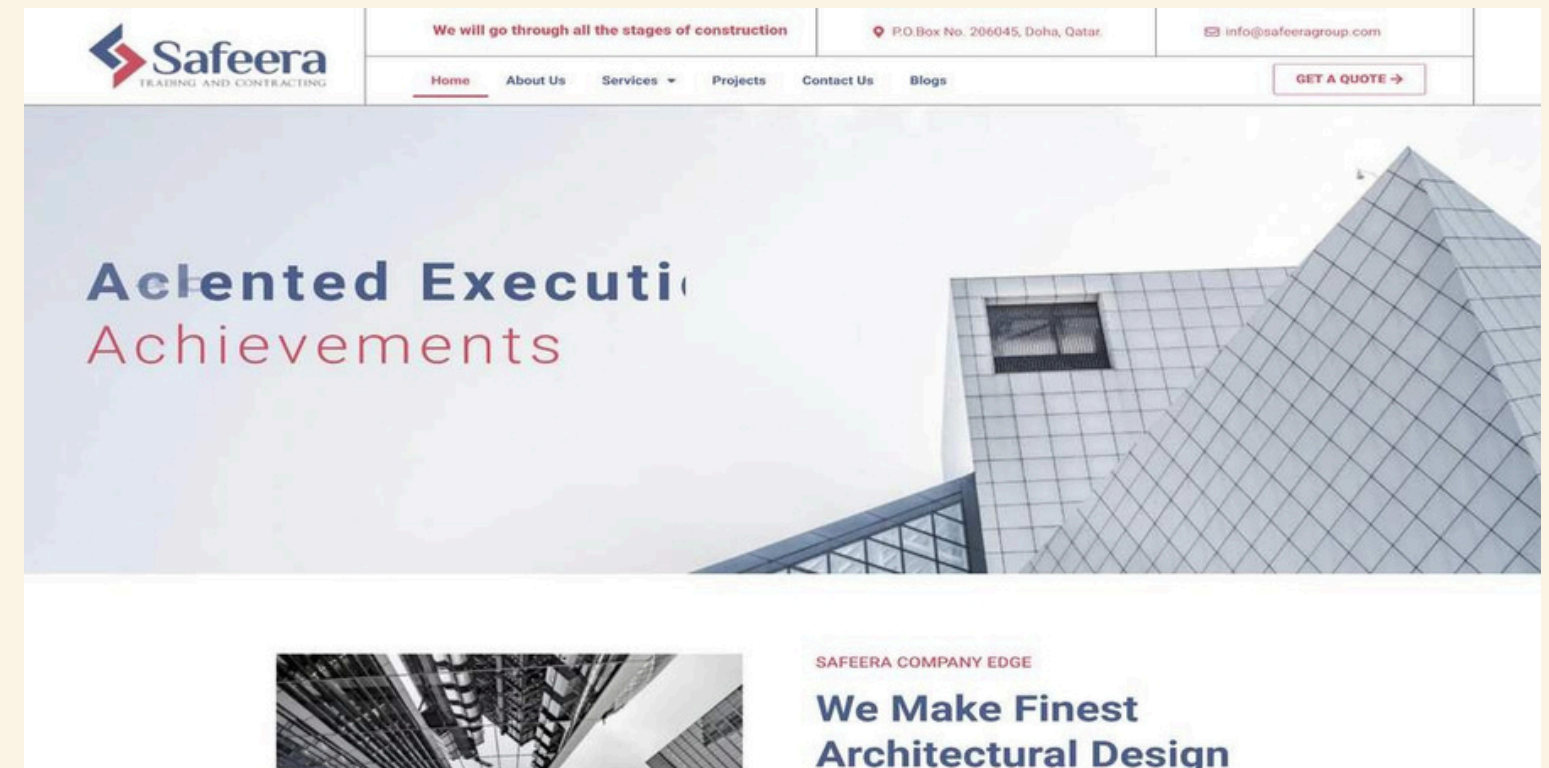 Safeera
TRADING AND CONTRACTING
We will go through all the stages of construction
P.O.Box No. 206045, Doha, Qatar.
info@safeeragroup.com
Home About Us Services Projects Contact Us Blogs
GET A QUOTE →
Achievements
SAFEERA COMPANY EDGE
We Make Finest
Architectural Design